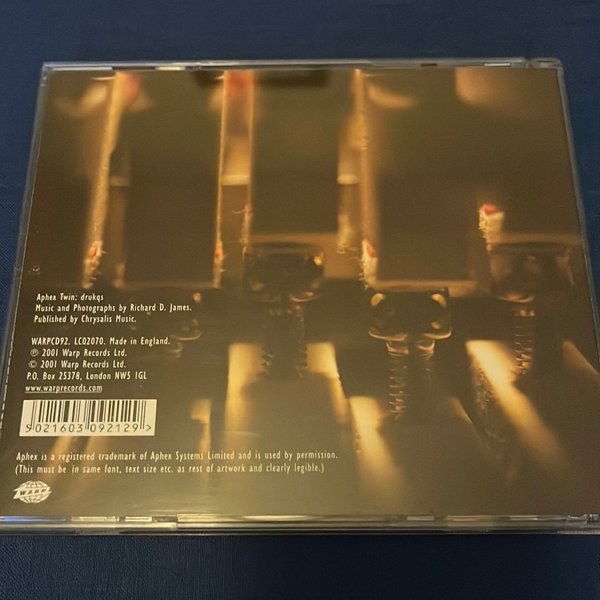 Aphex Twin: drukqs
Music and Photographs by Richard D. James.
Published by Chrysalis Music.
WARPCD92. LC02070. Made in England.
℗ 2001 Warp Records Ltd.
© 2001 Warp Records Ltd.
P.O. Box 25378, London NW5 1GL
www.warprecords.com
5 021603 092129 >
Aphex is a registered trademark of Aphex Systems Limited and is used by permission.
(This must be in same font, text size etc. as rest of artwork and clearly legible.)
WARP